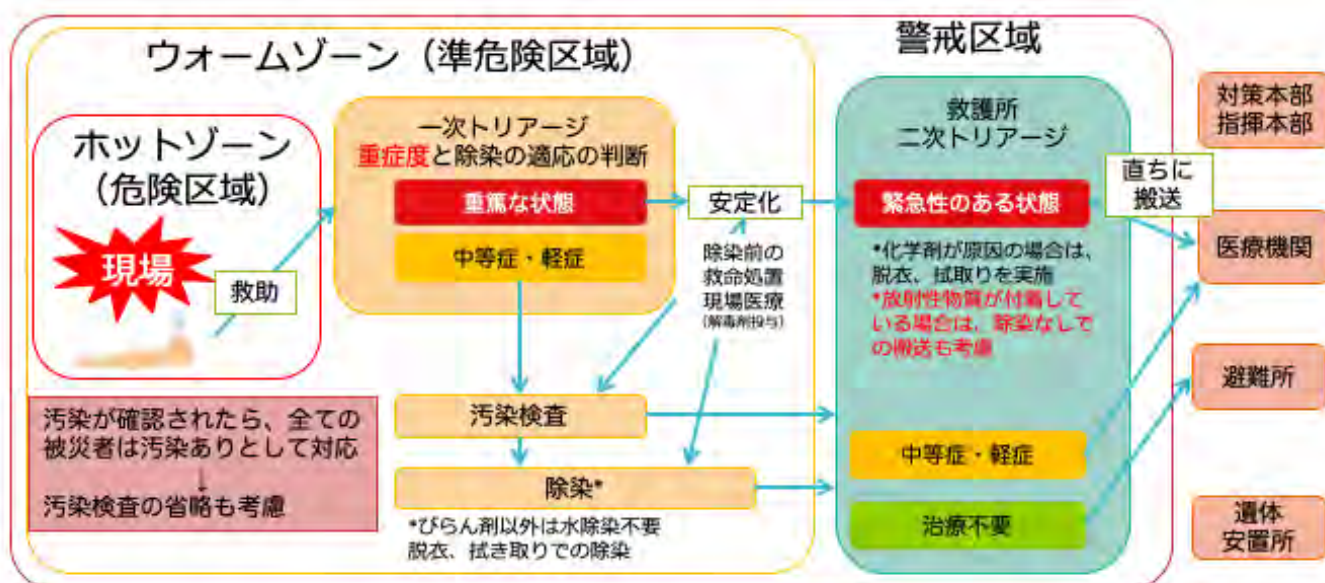 警戒区域
ウォームゾーン（準危険区域）
ホットゾーン
（危険区域）
現場
救助
汚染が確認されたら、全ての
被災者は汚染ありとして対応
↓
汚染検査の省略も考慮
一次トリアージ
重症度と除染の適応の判断
重篤な状態
中等症・軽症
安定化
除染前の
救命処置
現場医療
（解毒剤投与）
汚染検査
除染*
*びらん剤以外は水除染不要
脱衣、拭き取りでの除染
救護所
二次トリアージ
緊急性のある状態
*化学剤が原因の場合は、
脱衣、拭取りを実施
*放射性物質が付着して
いる場合は、除染なしで
の搬送も考慮
中等症・軽症
治療不要
直ちに
搬送
対策本部
指揮本部
医療機関
避難所
遺体
安置所